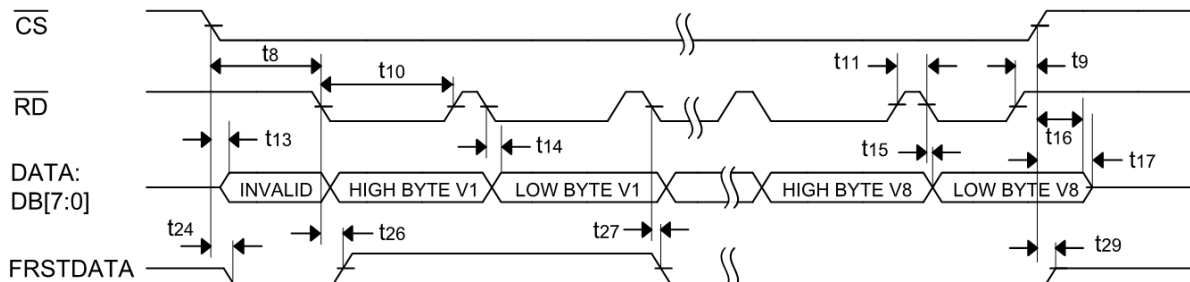 CS
t8
t10
t11
t9
RD
t13
t14
t15
t16
t17
DATA:
DB[7:0]
INVALID HIGH BYTE V1 LOW BYTE V1 HIGH BYTE V8 LOW BYTE V8
t24
t26
t27
t29
FRSTDATA